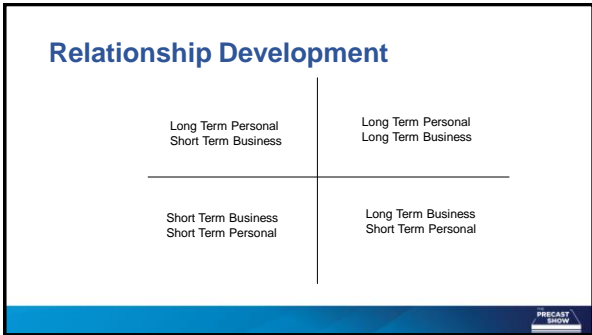 Relationship Development
Long Term Personal
Short Term Business
Long Term Personal
Long Term Business
Short Term Business
Short Term Personal
Long Term Business
Short Term Personal
THE
PRECAST
SHOW